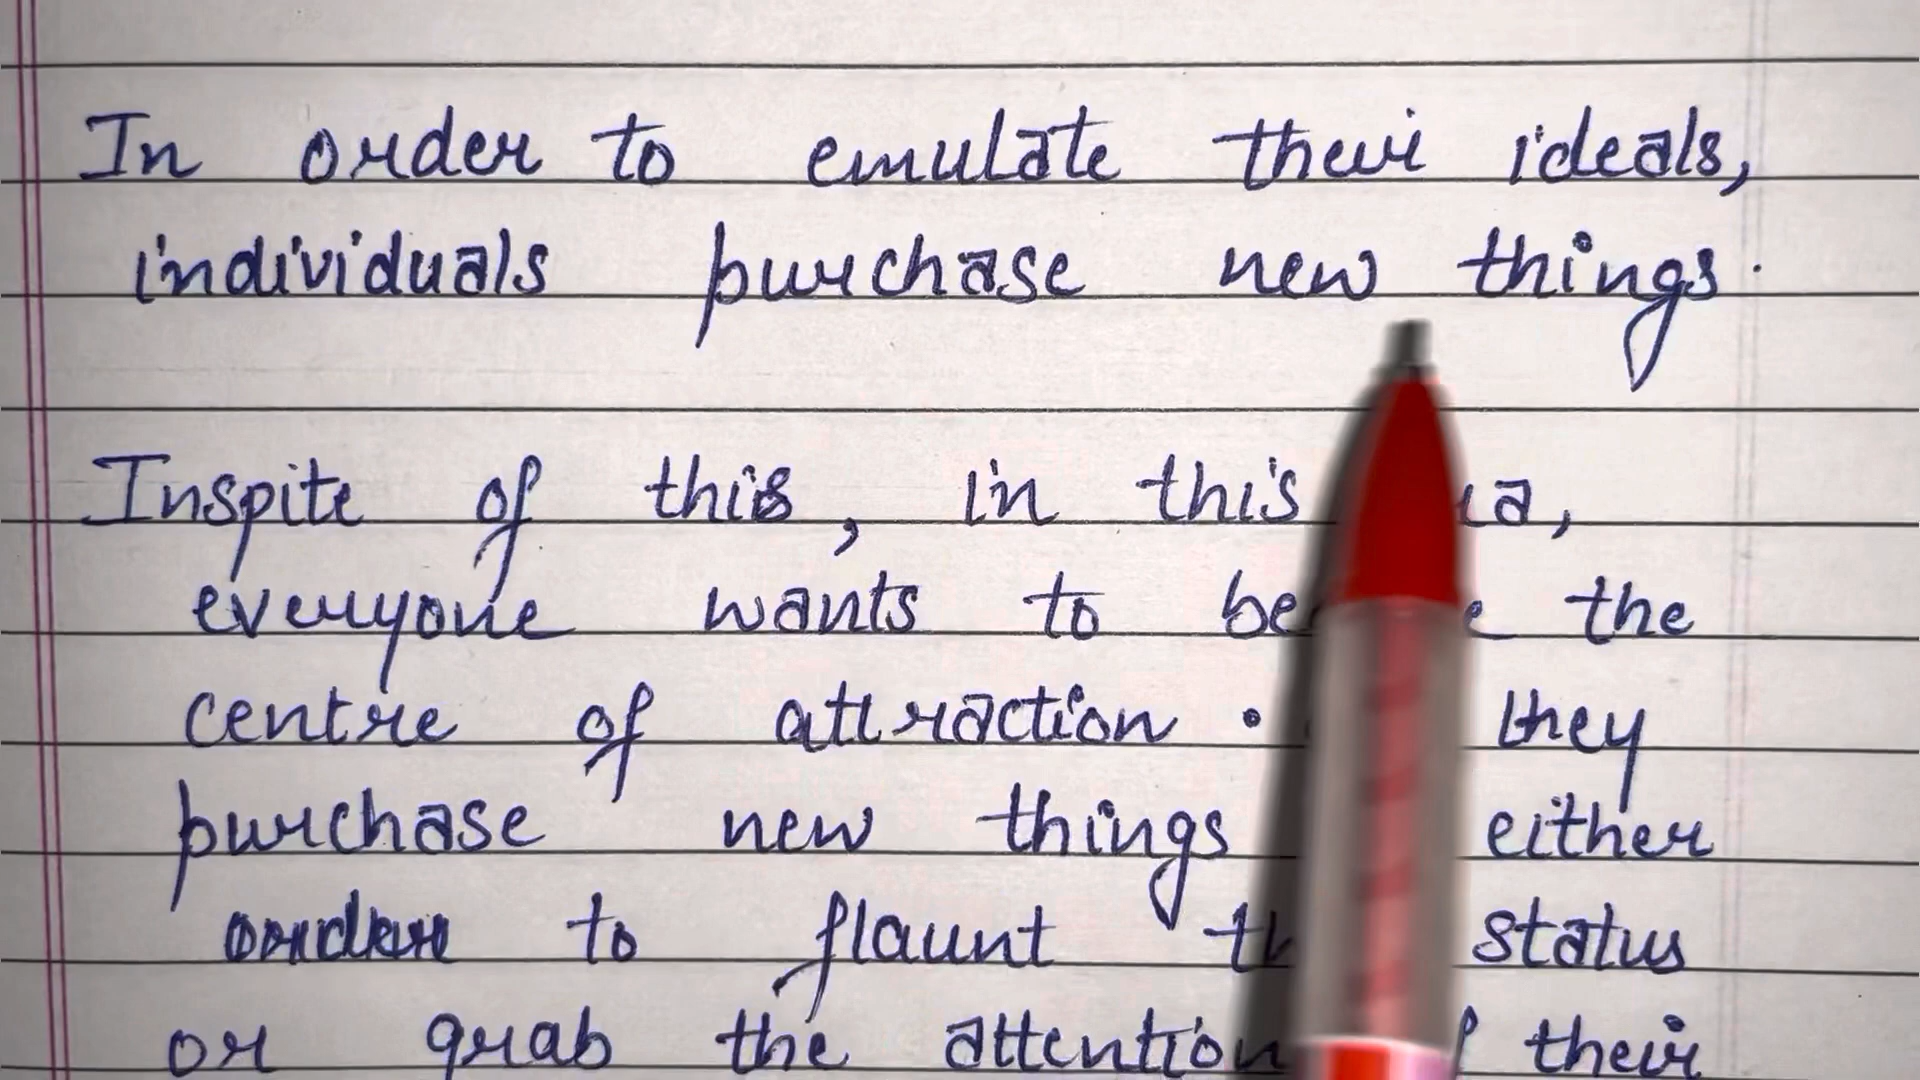 In order to emulate their ideals,
individuals purchase new things.
Inspite of this, in this
everyone wants to the
centre of attraction. they
purchase new things either
to flaunt status
or grab the attention their